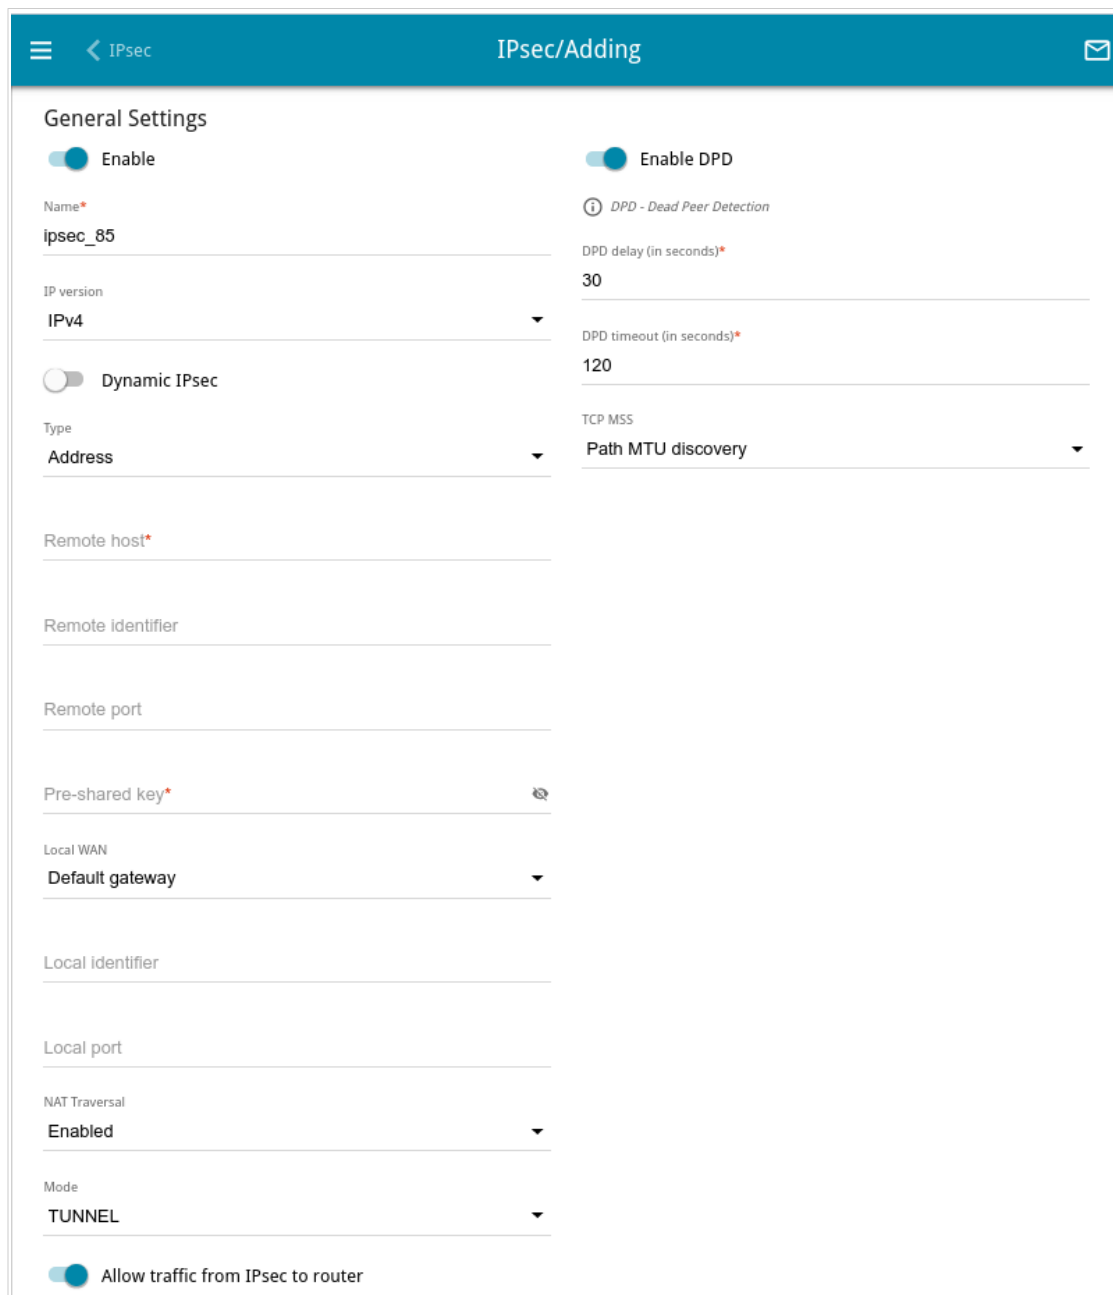 IPsec
IPsec/Adding
General Settings
Enable
Name*
ipsec_85
IP version
IPv4
Dynamic IPsec
Type
Address
Remote host*
Remote identifier
Remote port
Pre-shared key*
Local WAN
Default gateway
Local identifier
Local port
NAT Traversal
Enabled
Mode
TUNNEL
Allow traffic from IPsec to router
Enable DPD
DPD - Dead Peer Detection
DPD delay (in seconds)*
30
DPD timeout (in seconds)*
120
TCP MSS
Path MTU discovery